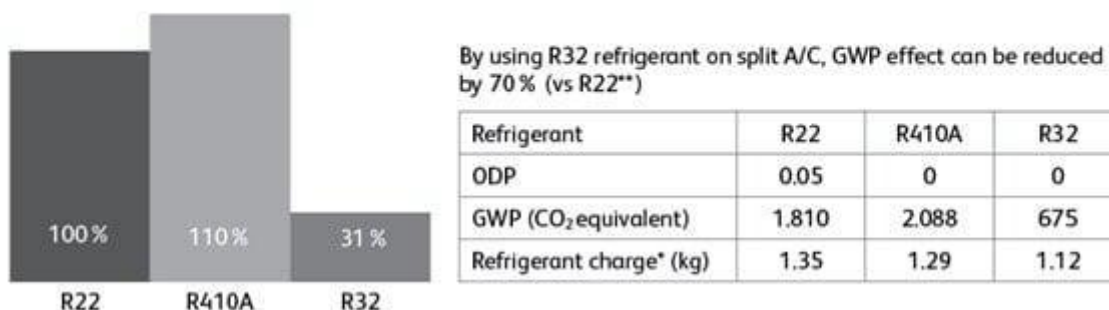 100%
110%
31%
R22
R410A
R32
By using R32 refrigerant on split A/C, GWP effect can be reduced
by 70% (vs R22**)
Refrigerant R22 R410A R32
ODP 0.05 0 0
GWP (CO₂ equivalent) 1.810 2.088 675
Refrigerant charge* (kg) 1.35 1.29 1.12